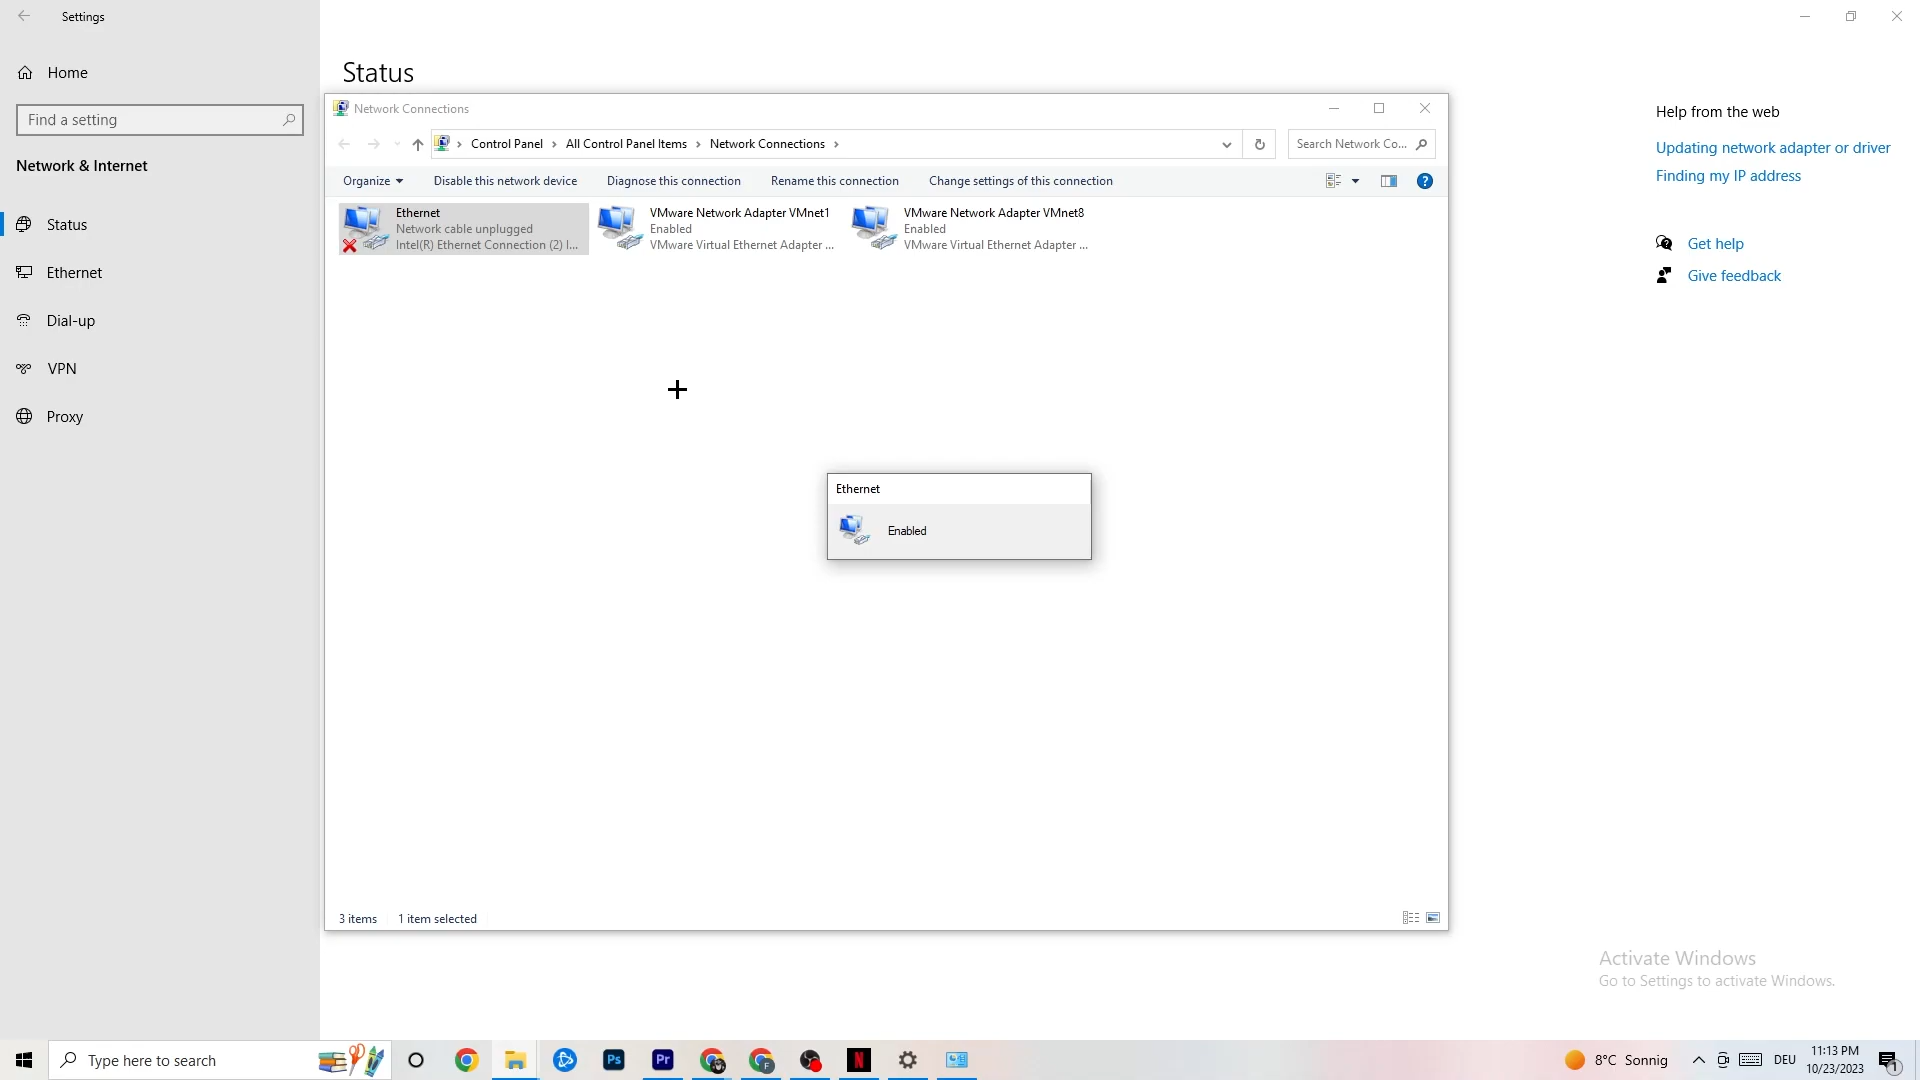 Settings
Home
Find a setting
Network & Internet
Status
Ethernet
Dial-up
VPN
Proxy
Status
Network Connections
Control Panel > All Control Panel Items > Network Connections >
Search Network Co...
Organize
Disable this network device
Diagnose this connection
Rename this connection
Change settings of this connection
?
Ethernet
Network cable unplugged
Intel(R) Ethernet Connection (2) I...
VMware Network Adapter VMnet1
Enabled
VMware Virtual Ethernet Adapter ...
VMware Network Adapter VMnet8
Enabled
VMware Virtual Ethernet Adapter ...
Ethernet
Enabled
3 items
1 item selected
Help from the web
Updating network adapter or driver
Finding my IP address
Get help
Give feedback
Activate Windows
Go to Settings to activate Windows.
Type here to search
Ps
Pr
F
N
8°C Sonnig
DEU
11:13 PM
10/23/2023
1